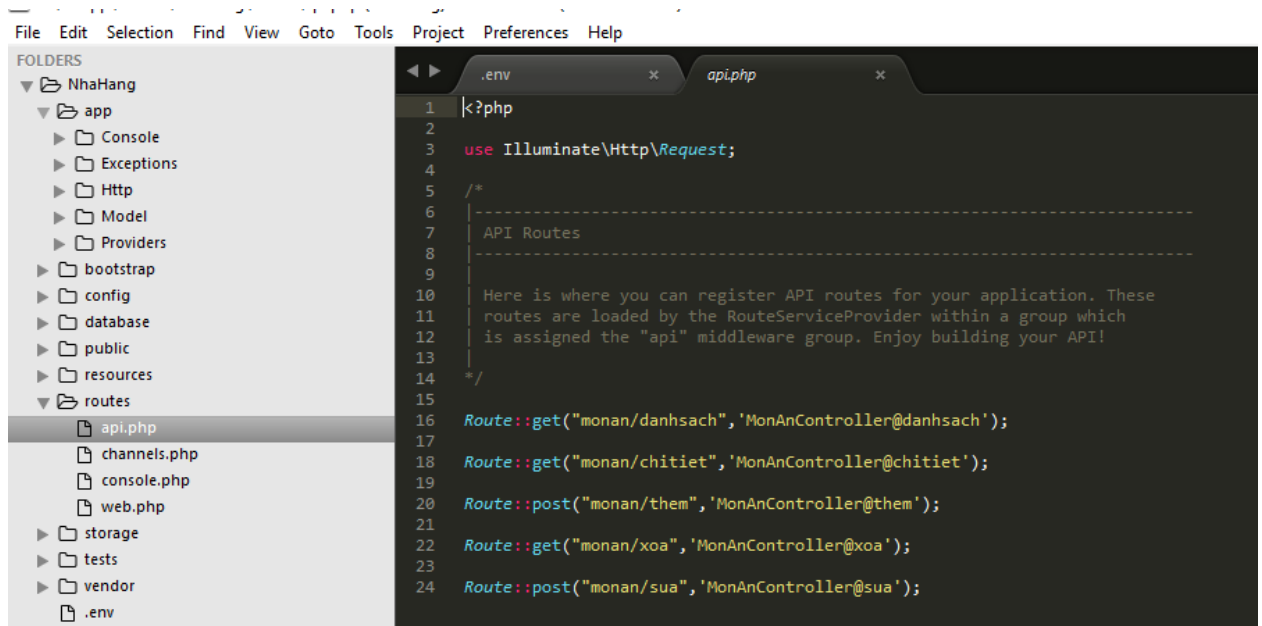 File Edit Selection Find View Goto Tools Project Preferences Help
FOLDERS
NhaHang
app
Console
Exceptions
Http
Model
Providers
bootstrap
config
database
public
resources
routes
api.php
channels.php
console.php
web.php
storage
tests
vendor
.env
.env × api.php ×
1 <?php
2
3 use Illuminate\Http\Request;
4
5 /*
6 |--------------------------------------------------------------------------
7 | API Routes
8 |--------------------------------------------------------------------------
9 |
10 | Here is where you can register API routes for your application. These
11 | routes are loaded by the RouteServiceProvider within a group which
12 | is assigned the "api" middleware group. Enjoy building your API!
13 |
14 */
15
16 Route::get("monan/danhsach",'MonAnController@danhsach');
17
18 Route::get("monan/chitiet",'MonAnController@chitiet');
19
20 Route::post("monan/them",'MonAnController@them');
21
22 Route::get("monan/xoa",'MonAnController@xoa');
23
24 Route::post("monan/sua",'MonAnController@sua');